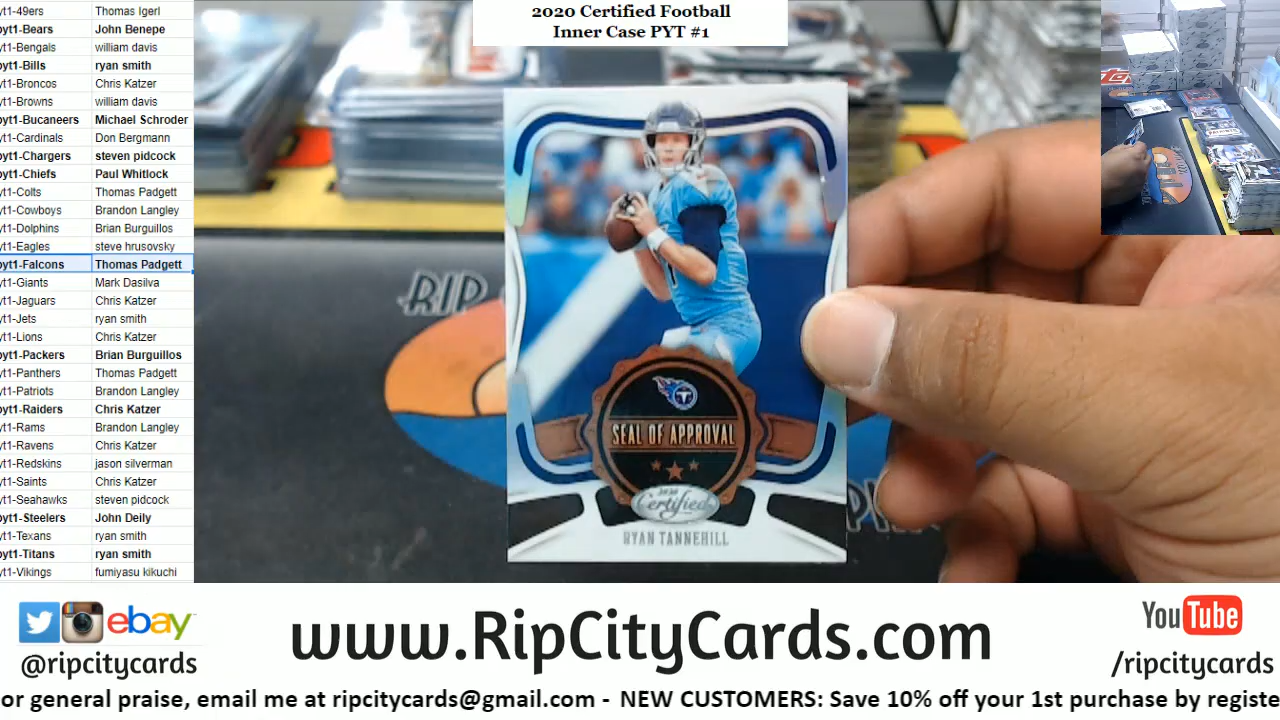 2020 Certified Football
Inner Case PYT #1
yt1-49ers Thomas Igerl
pyt1-Bears John Benepe
yt1-Bengals william davis
pyt1-Bills ryan smith
yt1-Broncos Chris Katzer
yt1-Browns william davis
pyt1-Bucaneers Michael Schroder
yt1-Cardinals Don Bergmann
pyt1-Chargers steven pidcock
pyt1-Chiefs Paul Whitlock
yt1-Colts Thomas Padgett
yt1-Cowboys Brandon Langley
yt1-Dolphins Brian Burguillos
yt1-Eagles steve hrusovsky
pyt1-Falcons Thomas Padgett
yt1-Giants Mark Dasilva
yt1-Jaguars Chris Katzer
yt1-Jets ryan smith
yt1-Lions Chris Katzer
pyt1-Packers Brian Burguillos
yt1-Panthers Thomas Padgett
yt1-Patriots Brandon Langley
pyt1-Raiders Chris Katzer
yt1-Rams Brandon Langley
yt1-Ravens Chris Katzer
yt1-Redskins jason silverman
yt1-Saints Chris Katzer
yt1-Seahawks steven pidcock
pyt1-Steelers John Deily
yt1-Texans ryan smith
pyt1-Titans ryan smith
yt1-Vikings fumiyasu kikuchi
RIP
SEAL OF APPROVAL
2020
Certified
RYAN TANNEHILL
ebay
@ripcitycards
www.RipCityCards.com
YouTube
/ripcitycards
or general praise, email me at ripcitycards@gmail.com - NEW CUSTOMERS: Save 10% off your 1st purchase by registe